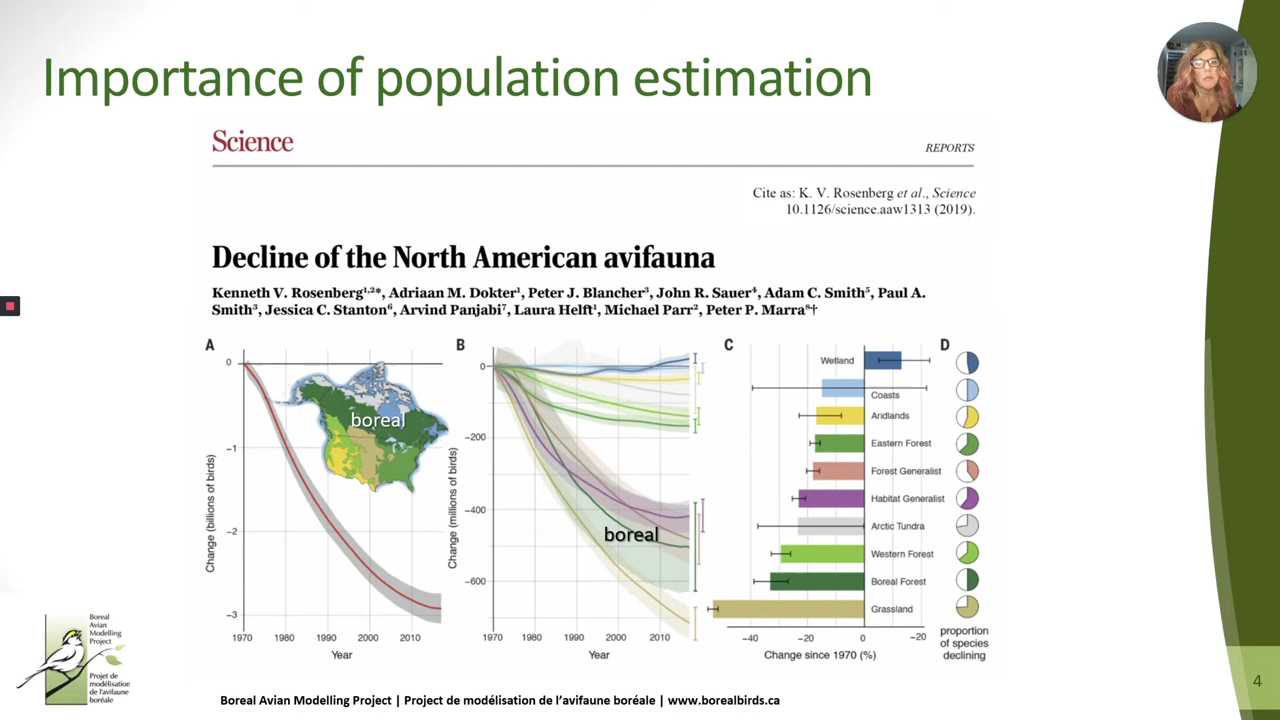 Importance of population estimation
Science
REPORTS
Cite as: K. V. Rosenberg et al., Science
10.1126/science.aaw1313 (2019).
Decline of the North American avifauna
Kenneth V. Rosenberg¹,²*, Adriaan M. Dokter¹, Peter J. Blancher³, John R. Sauer⁴, Adam C. Smith⁵, Paul A.
Smith³, Jessica C. Stanton⁶, Arvind Panjabi⁷, Laura Helft¹, Michael Parr², Peter P. Marra⁸†
A
Change (billions of birds)
0
−1
−2
−3
1970 1980 1990 2000 2010
Year
boreal
B
Change (millions of birds)
0
−200
−400
−600
1970 1980 1990 2000 2010
Year
boreal
C
Wetland
Coasts
Aridlands
Eastern Forest
Forest Generalist
Habitat Generalist
Arctic Tundra
Western Forest
Boreal Forest
Grassland
−40 −20 0 −20
Change since 1970 (%)
D
proportion
of species
declining
Boreal
Avian
Modelling
Project
Projet de
modélisation
de l'avifaune
boréale
Boreal Avian Modelling Project | Project de modélisation de l’avifaune boréale | www.borealbirds.ca
4